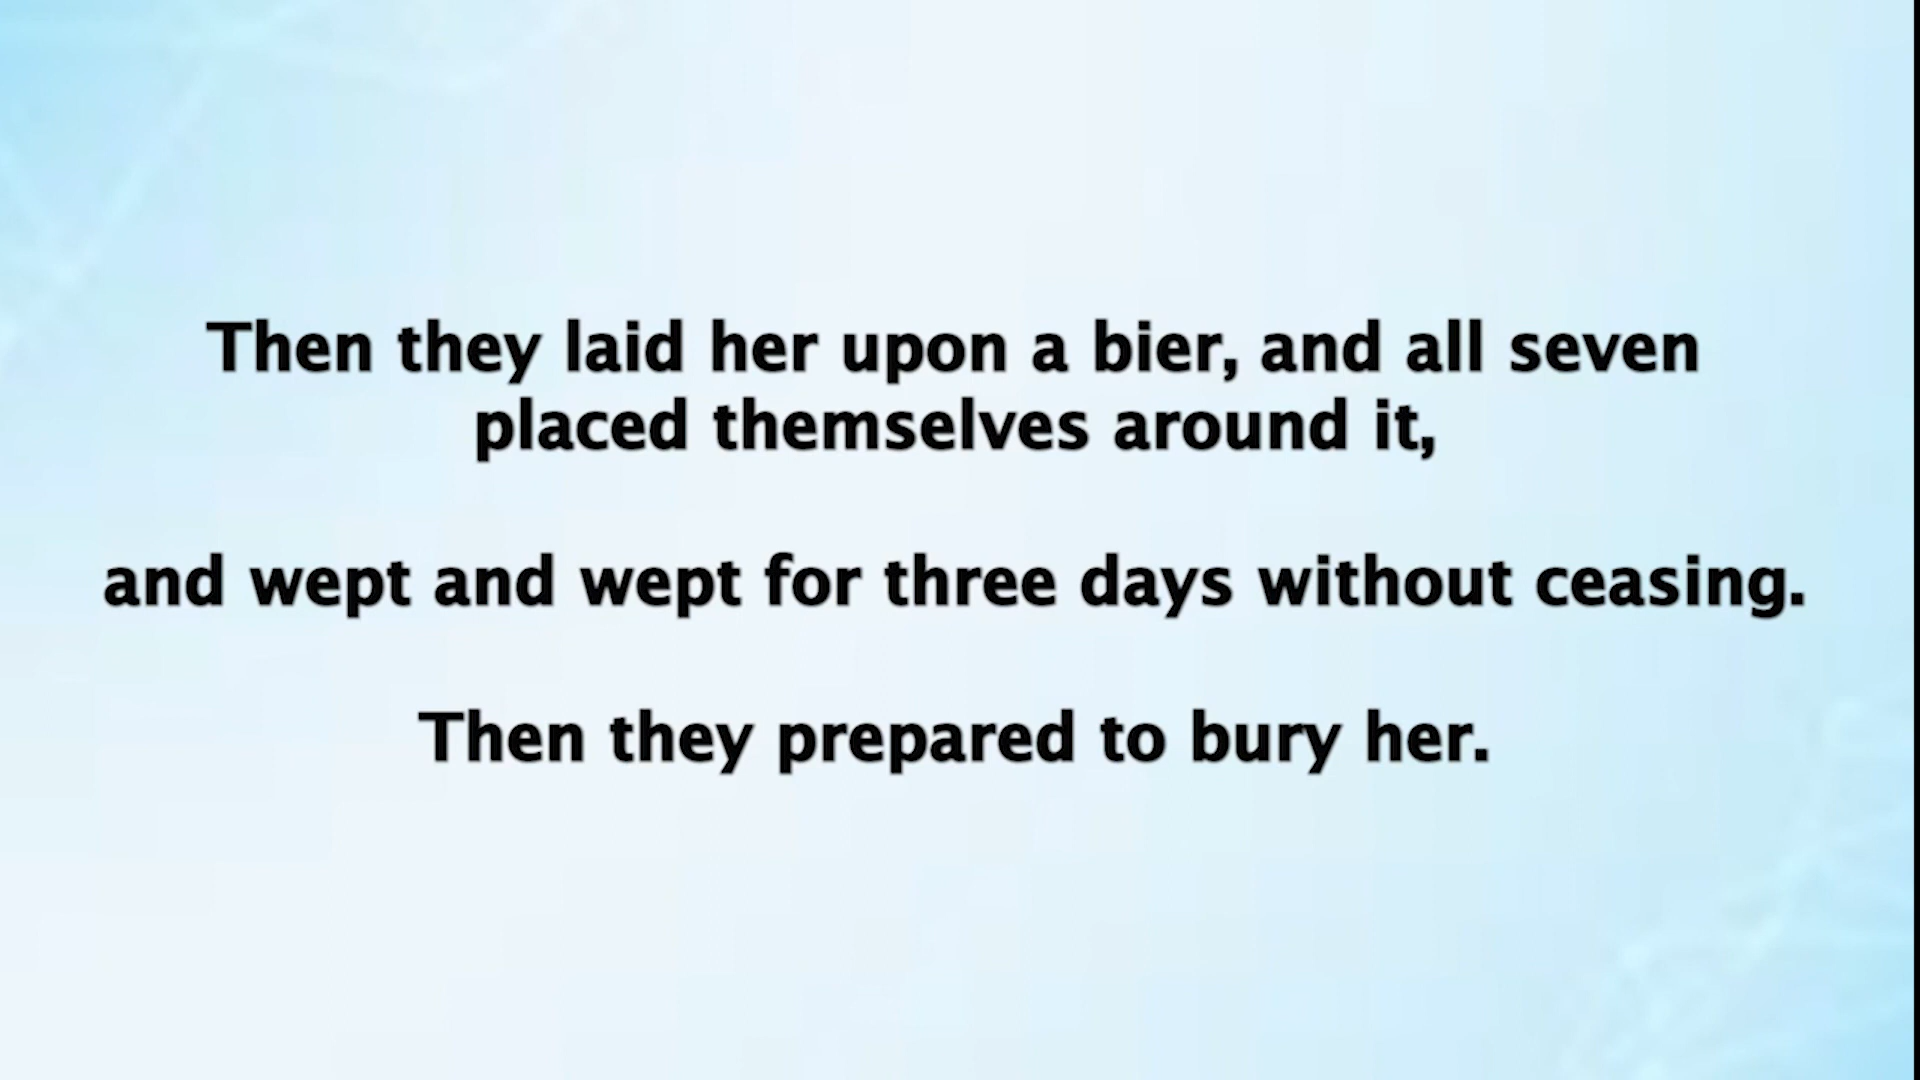 Then they laid her upon a bier, and all seven
placed themselves around it,
and wept and wept for three days without ceasing.
Then they prepared to bury her.